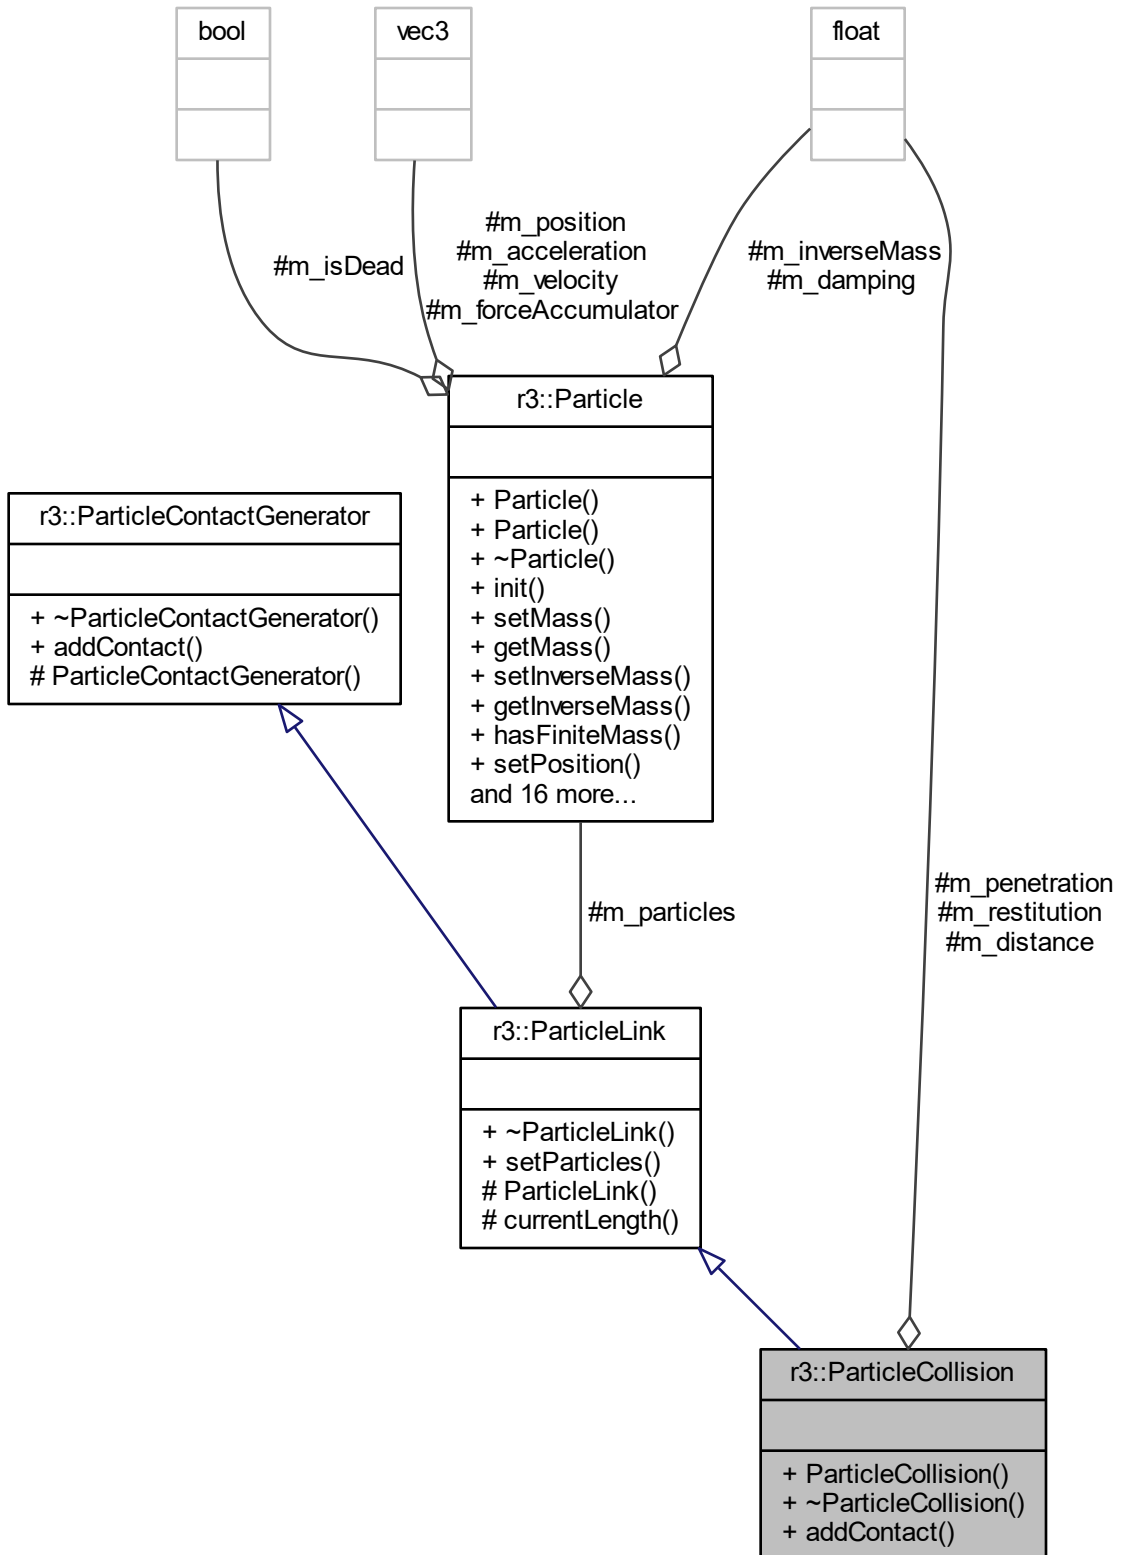 bool
vec3
float
#m_isDead
#m_position
#m_acceleration
#m_velocity
#m_forceAccumulator
#m_inverseMass
#m_damping
r3::Particle
+ Particle()
+ Particle()
+ ~Particle()
+ init()
+ setMass()
+ getMass()
+ setInverseMass()
+ getInverseMass()
+ hasFiniteMass()
+ setPosition()
and 16 more...
r3::ParticleContactGenerator
+ ~ParticleContactGenerator()
+ addContact()
# ParticleContactGenerator()
#m_particles
#m_penetration
#m_restitution
#m_distance
r3::ParticleLink
+ ~ParticleLink()
+ setParticles()
# ParticleLink()
# currentLength()
r3::ParticleCollision
+ ParticleCollision()
+ ~ParticleCollision()
+ addContact()